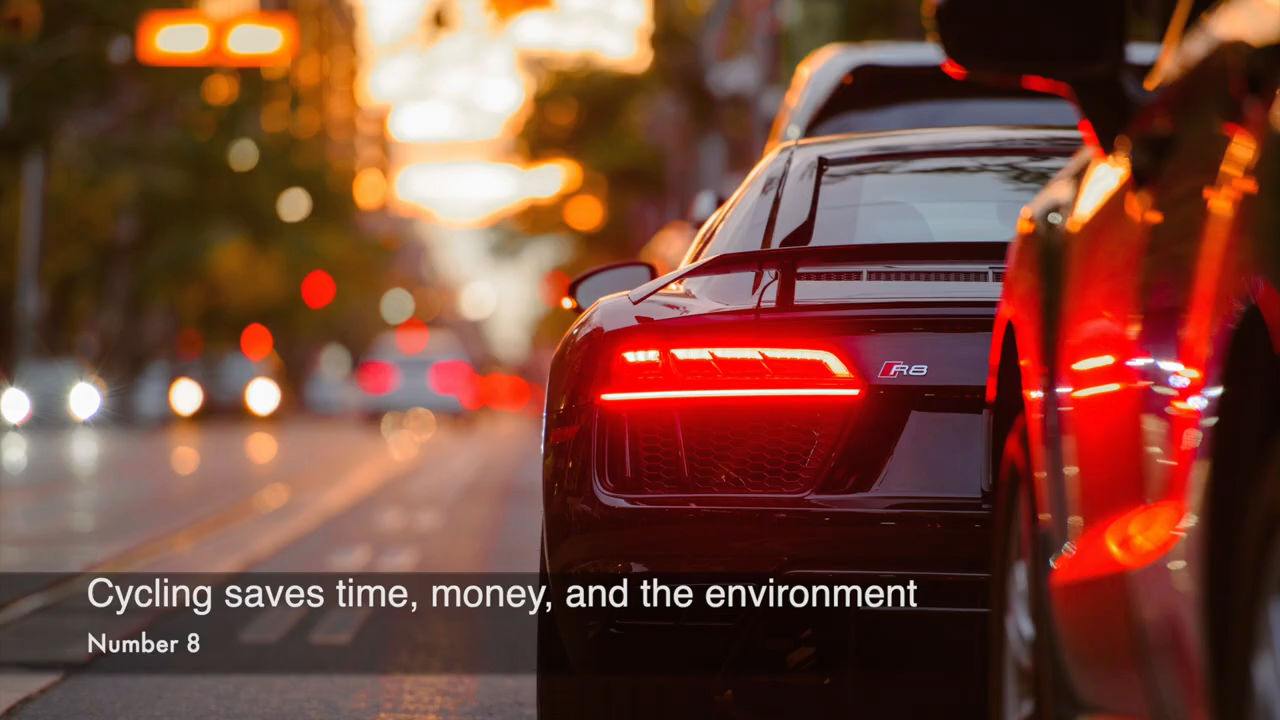 R8
Cycling saves time, money, and the environment
Number 8